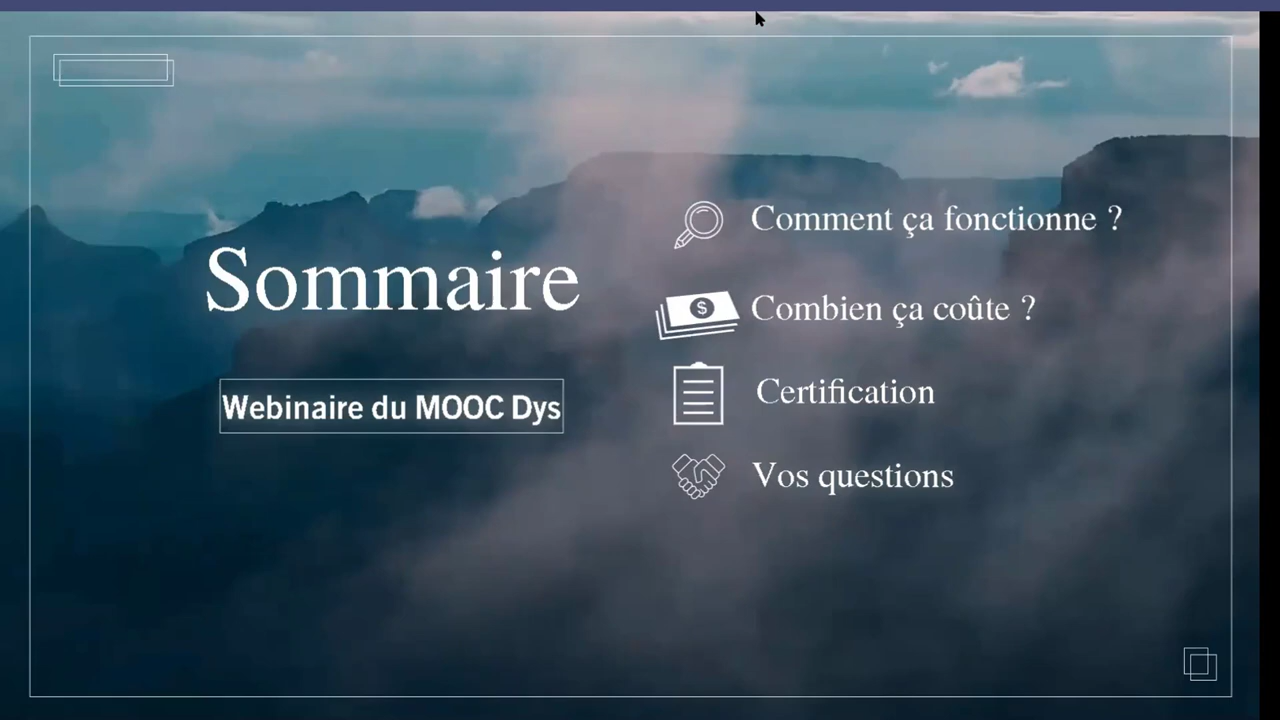 Sommaire
Webinaire du MOOC Dys
Comment ça fonctionne ?
$
Combien ça coûte ?
Certification
Vos questions